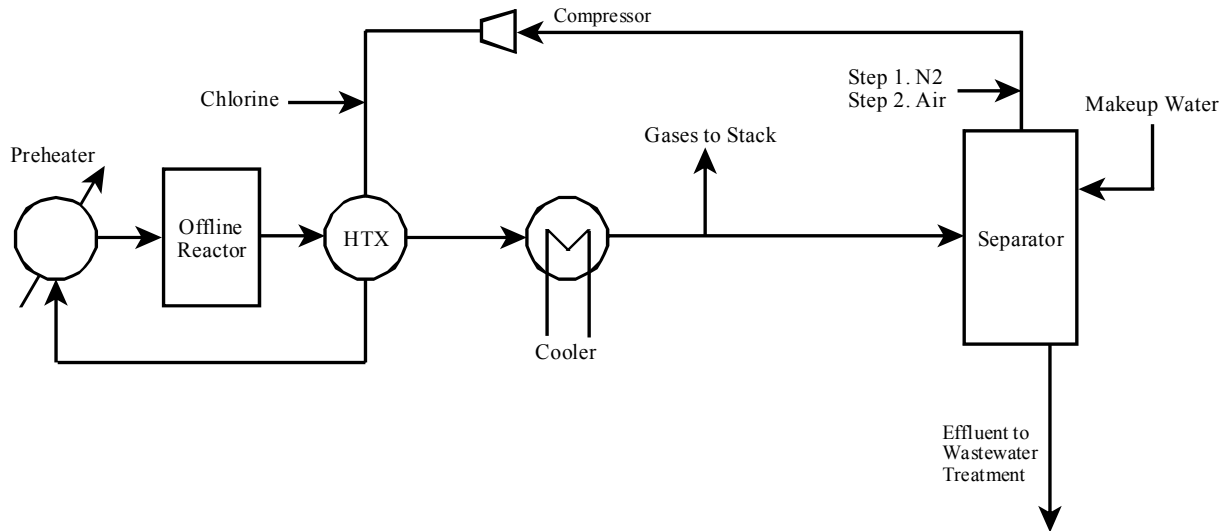 Compressor
Step 1. N2
Step 2. Air
Chlorine
Makeup Water
Gases to Stack
Preheater
Offline
Reactor
HTX
Separator
Cooler
Effluent to
Wastewater
Treatment